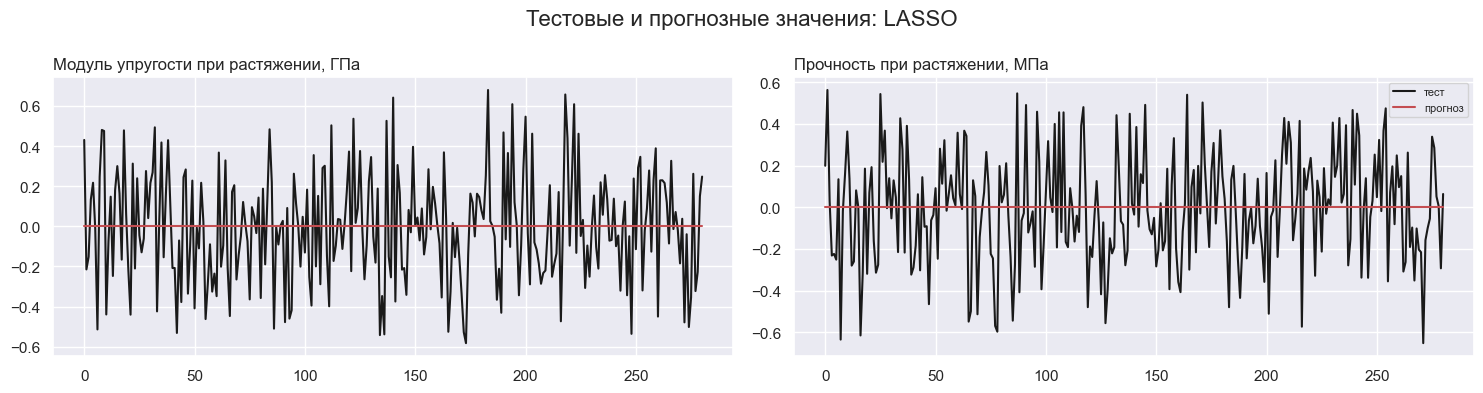 Тестовые и прогнозные значения: LASSO
Модуль упругости при растяжении, ГПа
0.6
0.4
0.2
0.0
−0.2
−0.4
−0.6
0 50 100 150 200 250
Прочность при растяжении, МПа
тест
прогноз
0.6
0.4
0.2
0.0
−0.2
−0.4
−0.6
0 50 100 150 200 250